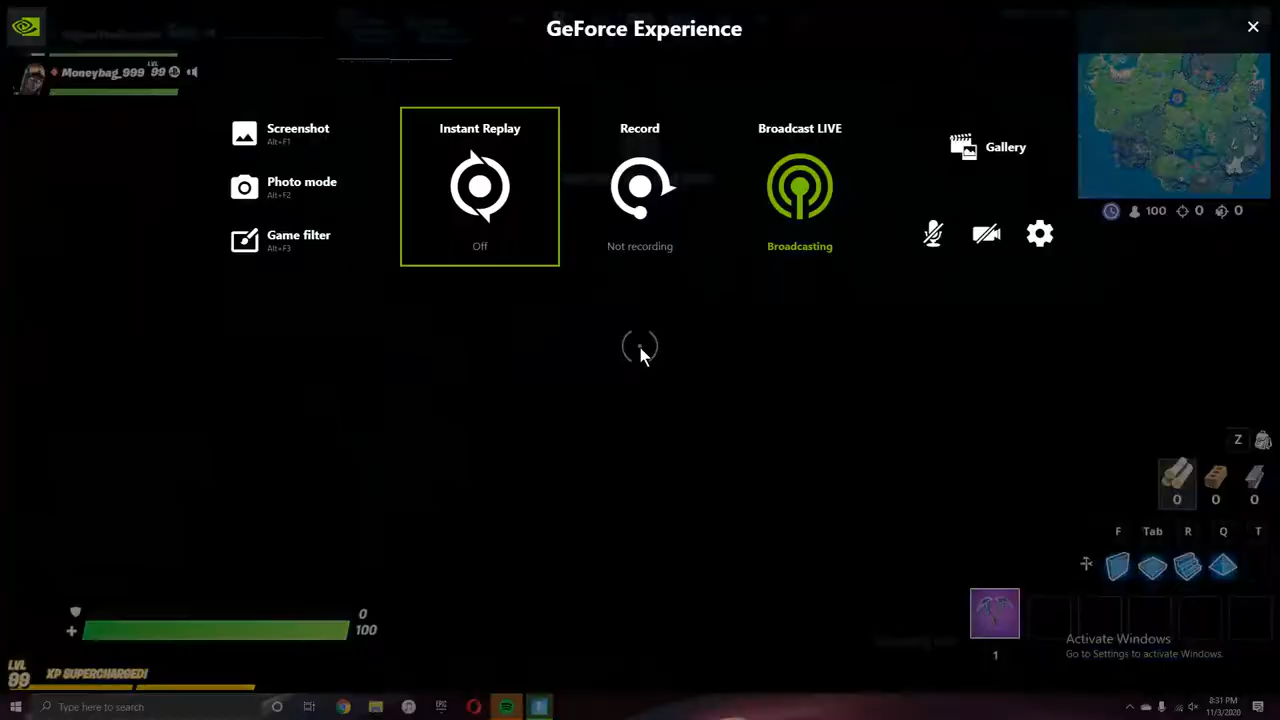 GeForce Experience
LVL
Moneybag_999 99
Screenshot
Alt+F1
Photo mode
Alt+F2
Game filter
Alt+F3
Instant Replay
Off
Record
Not recording
Broadcast LIVE
Broadcasting
Gallery
100 0 0
Z
0 0 0
F Tab R Q T
0
100
1
Activate Windows
Go to Settings to activate Windows.
LVL
99
XP SUPERCHARGED!
Type here to search
EPIC
8:31 PM
11/3/2020